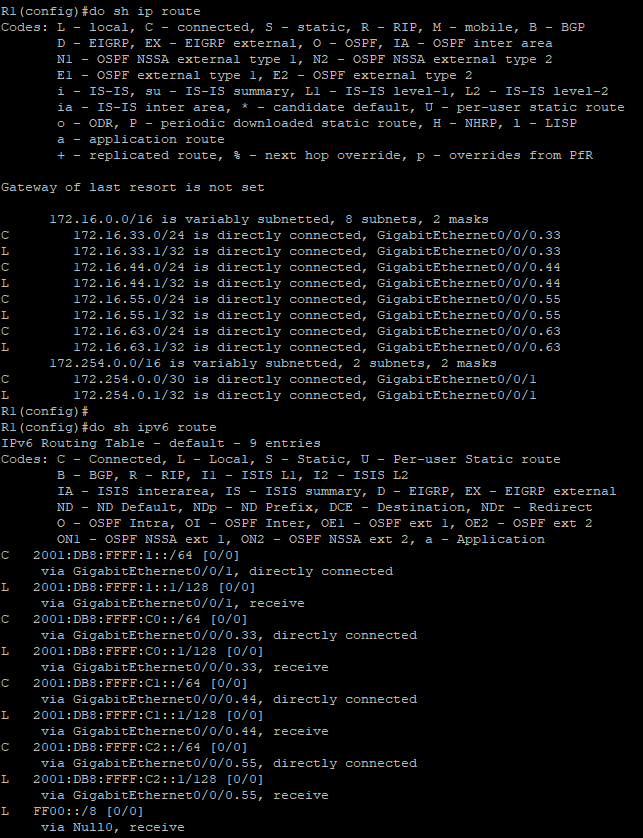 R1(config)#do sh ip route
Codes: L - local, C - connected, S - static, R - RIP, M - mobile, B - BGP
       D - EIGRP, EX - EIGRP external, O - OSPF, IA - OSPF inter area
       N1 - OSPF NSSA external type 1, N2 - OSPF NSSA external type 2
       E1 - OSPF external type 1, E2 - OSPF external type 2
       i - IS-IS, su - IS-IS summary, L1 - IS-IS level-1, L2 - IS-IS level-2
       ia - IS-IS inter area, * - candidate default, U - per-user static route
       o - ODR, P - periodic downloaded static route, H - NHRP, l - LISP
       a - application route
       + - replicated route, % - next hop override, p - overrides from PfR
Gateway of last resort is not set
      172.16.0.0/16 is variably subnetted, 8 subnets, 2 masks
C        172.16.33.0/24 is directly connected, GigabitEthernet0/0/0.33
L        172.16.33.1/32 is directly connected, GigabitEthernet0/0/0.33
C        172.16.44.0/24 is directly connected, GigabitEthernet0/0/0.44
L        172.16.44.1/32 is directly connected, GigabitEthernet0/0/0.44
C        172.16.55.0/24 is directly connected, GigabitEthernet0/0/0.55
L        172.16.55.1/32 is directly connected, GigabitEthernet0/0/0.55
C        172.16.63.0/24 is directly connected, GigabitEthernet0/0/0.63
L        172.16.63.1/32 is directly connected, GigabitEthernet0/0/0.63
      172.254.0.0/16 is variably subnetted, 2 subnets, 2 masks
C        172.254.0.0/30 is directly connected, GigabitEthernet0/0/1
L        172.254.0.1/32 is directly connected, GigabitEthernet0/0/1
R1(config)#
R1(config)#do sh ipv6 route
IPv6 Routing Table - default - 9 entries
Codes: C - Connected, L - Local, S - Static, U - Per-user Static route
       B - BGP, R - RIP, I1 - ISIS L1, I2 - ISIS L2
       IA - ISIS interarea, IS - ISIS summary, D - EIGRP, EX - EIGRP external
       ND - ND Default, NDp - ND Prefix, DCE - Destination, NDr - Redirect
       O - OSPF Intra, OI - OSPF Inter, OE1 - OSPF ext 1, OE2 - OSPF ext 2
       ON1 - OSPF NSSA ext 1, ON2 - OSPF NSSA ext 2, a - Application
C   2001:DB8:FFFF:1::/64 [0/0]
     via GigabitEthernet0/0/1, directly connected
L   2001:DB8:FFFF:1::1/128 [0/0]
     via GigabitEthernet0/0/1, receive
C   2001:DB8:FFFF:C0::/64 [0/0]
     via GigabitEthernet0/0/0.33, directly connected
L   2001:DB8:FFFF:C0::1/128 [0/0]
     via GigabitEthernet0/0/0.33, receive
C   2001:DB8:FFFF:C1::/64 [0/0]
     via GigabitEthernet0/0/0.44, directly connected
L   2001:DB8:FFFF:C1::1/128 [0/0]
     via GigabitEthernet0/0/0.44, receive
C   2001:DB8:FFFF:C2::/64 [0/0]
     via GigabitEthernet0/0/0.55, directly connected
L   2001:DB8:FFFF:C2::1/128 [0/0]
     via GigabitEthernet0/0/0.55, receive
L   FF00::/8 [0/0]
     via Null0, receive